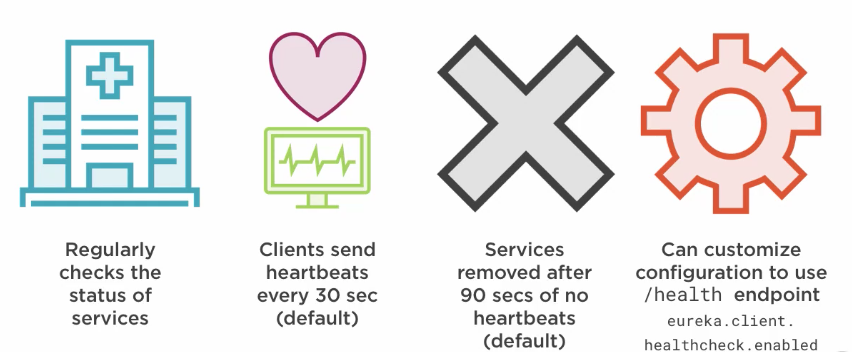 Regularly
checks the
status of
services
Clients send
heartbeats
every 30 sec
(default)
Services
removed after
90 secs of no
heartbeats
(default)
Can customize
configuration to use
/health endpoint
eureka.client.
healthcheck.enabled